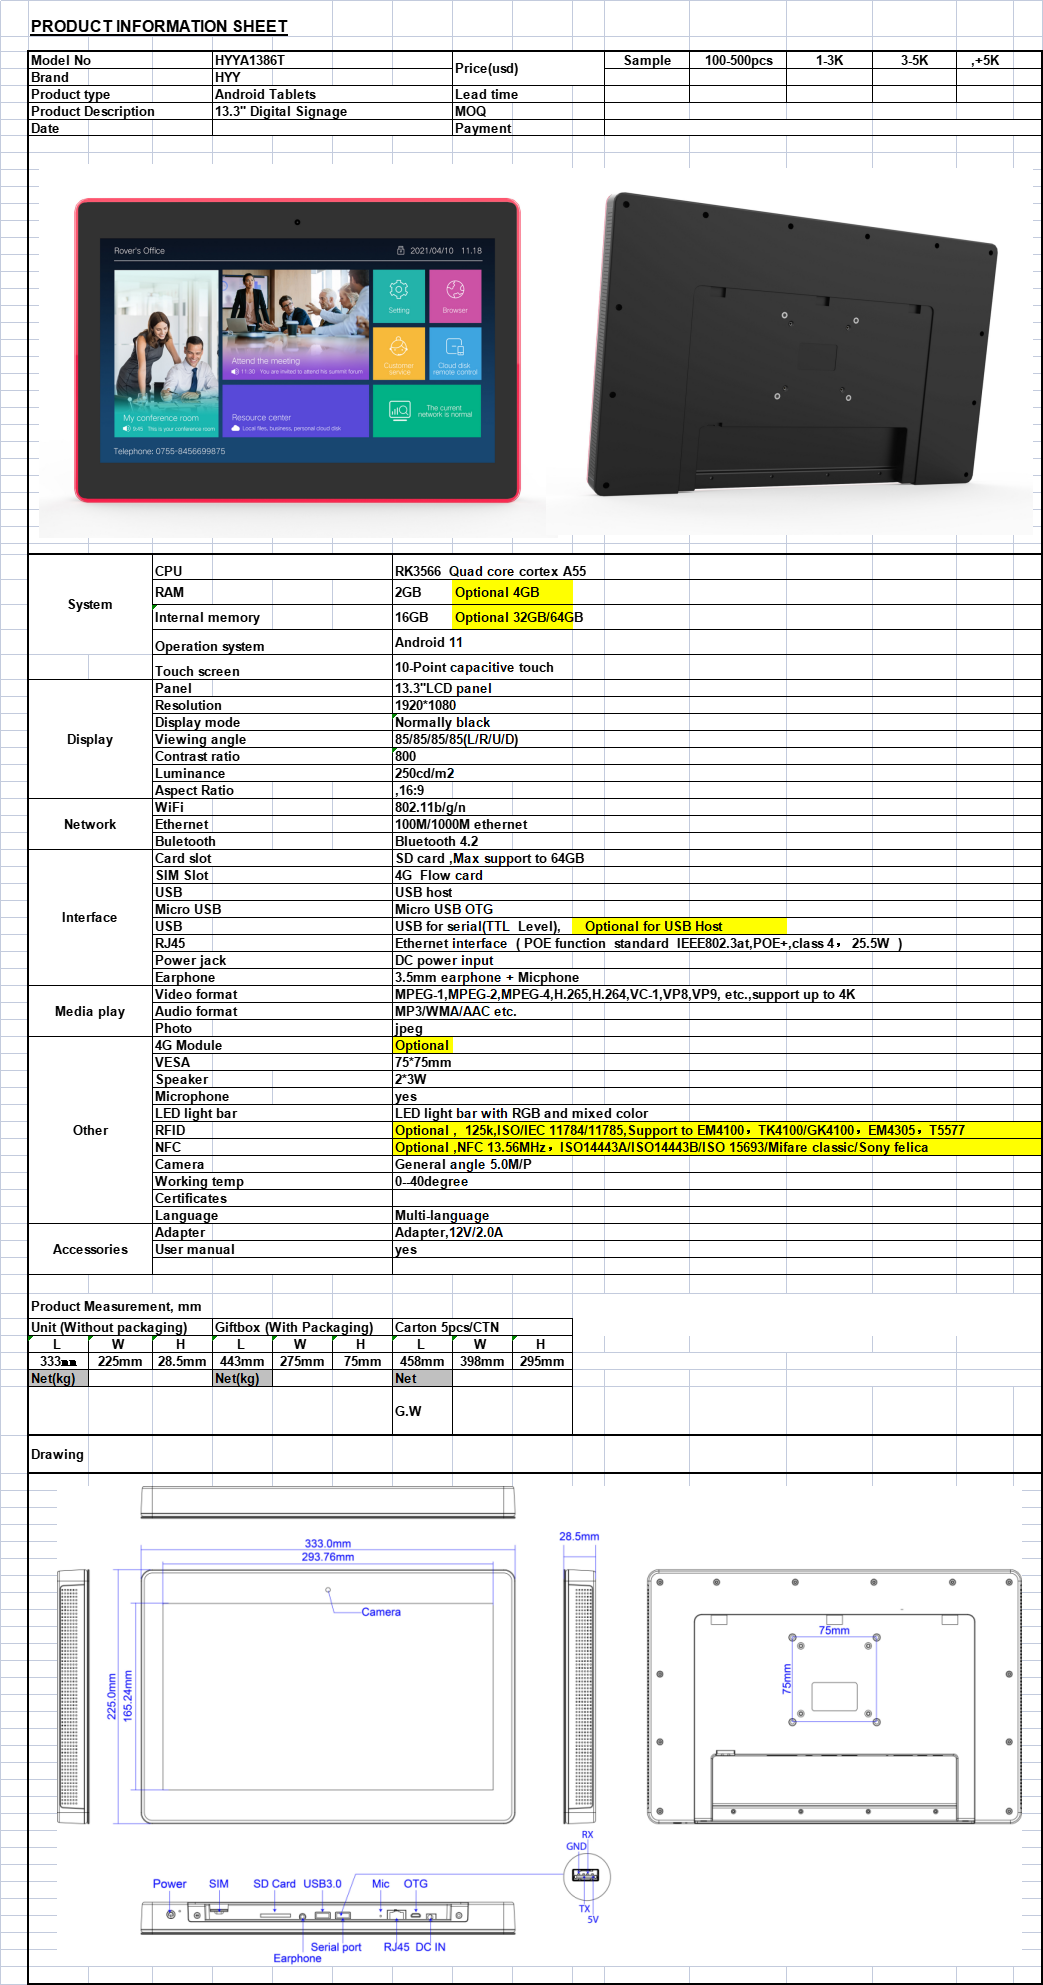 PRODUCT INFORMATION SHEET
Model No HYYA1386T Price(usd) Sample 100-500pcs 1-3K 3-5K ,+5K
Brand HYY
Product type Android Tablets Lead time
Product Description 13.3" Digital Signage MOQ
Date Payment
Rover's Office 2021/04/10 11.18
Setting Browser
Attend the meeting
11:30 You are invited to attend his summit forum
Customer service
Cloud disk remote control
My conference room
9:45 This is your conference room
Resource center
Local files, business, personal cloud disk
The current network is normal
Telephone: 0755-8456699875
System
CPU RK3566 Quad core cortex A55
RAM 2GB Optional 4GB
Internal memory 16GB Optional 32GB/64GB
Operation system Android 11
Touch screen 10-Point capacitive touch
Display
Panel 13.3"LCD panel
Resolution 1920*1080
Display mode Normally black
Viewing angle 85/85/85/85(L/R/U/D)
Contrast ratio 800
Luminance 250cd/m2
Aspect Ratio ,16:9
Network
WiFi 802.11b/g/n
Ethernet 100M/1000M ethernet
Buletooth Bluetooth 4.2
Interface
Card slot SD card ,Max support to 64GB
SIM Slot 4G Flow card
USB USB host
Micro USB Micro USB OTG
USB USB for serial(TTL Level), Optional for USB Host
RJ45 Ethernet interface ( POE function standard IEEE802.3at,POE+,class 4， 25.5W )
Power jack DC power input
Earphone 3.5mm earphone + Micphone
Media play
Video format MPEG-1,MPEG-2,MPEG-4,H.265,H.264,VC-1,VP8,VP9, etc.,support up to 4K
Audio format MP3/WMA/AAC etc.
Photo jpeg
Other
4G Module Optional
VESA 75*75mm
Speaker 2*3W
Microphone yes
LED light bar LED light bar with RGB and mixed color
RFID Optional , 125k,ISO/IEC 11784/11785,Support to EM4100，TK4100/GK4100，EM4305，T5577
NFC Optional ,NFC 13.56MHz，ISO14443A/ISO14443B/ISO 15693/Mifare classic/Sony felica
Camera General angle 5.0M/P
Working temp 0--40degree
Certificates
Language Multi-language
Accessories
Adapter Adapter,12V/2.0A
User manual yes
Product Measurement, mm
Unit (Without packaging) Giftbox (With Packaging) Carton 5pcs/CTN
L W H L W H L W H
333mm 225mm 28.5mm 443mm 275mm 75mm 458mm 398mm 295mm
Net(kg) Net(kg) Net
G.W
Drawing
333.0mm
293.76mm
28.5mm
Camera
225.0mm
165.24mm
75mm
75mm
RX
GND
TX
5V
Power SIM SD Card USB3.0 Mic OTG
Serial port RJ45 DC IN
Earphone